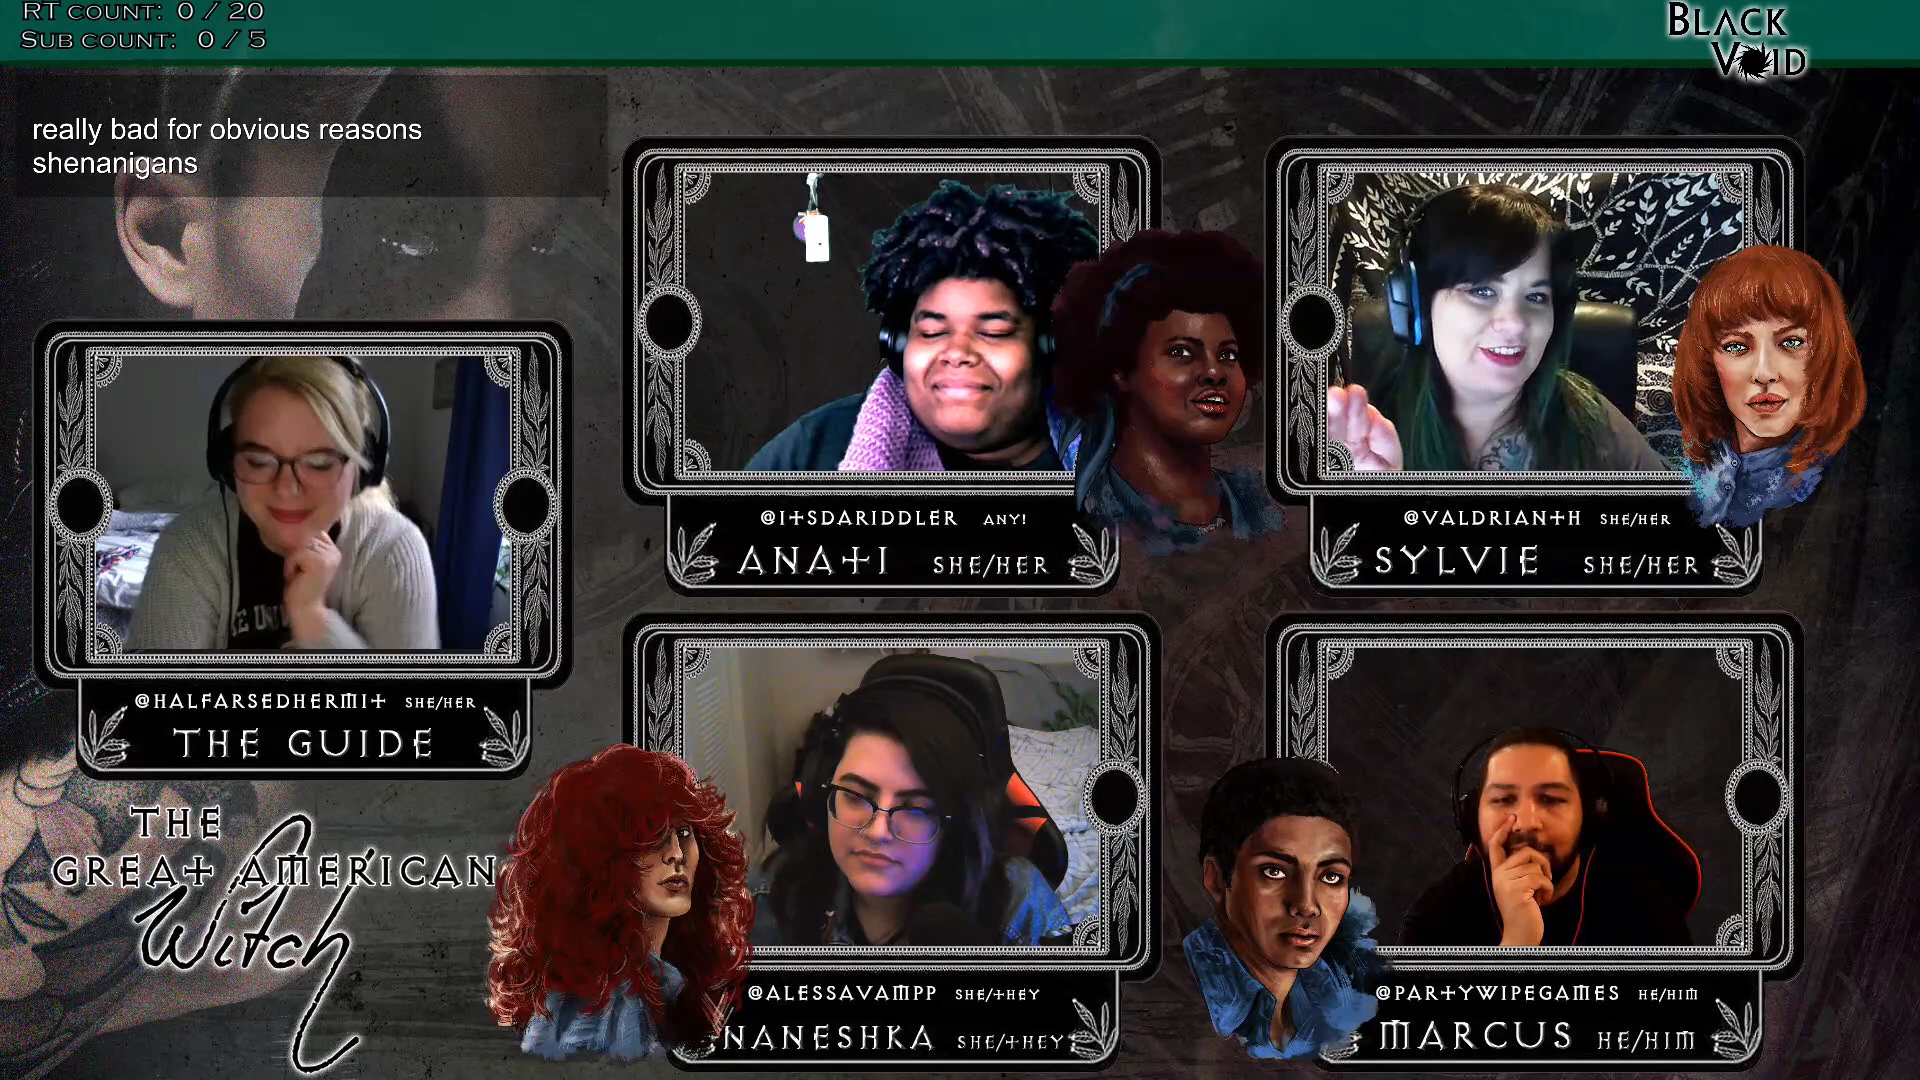 RT COUNT: 0 / 20
SUB COUNT: 0 / 5
BLACK
VOID
really bad for obvious reasons
shenanigans
@ITSDARIDDLER ANY!
ANATI SHE/HER
@VALDRIANTH SHE/HER
SYLVIE SHE/HER
@HALFARSEDHERMIT SHE/HER
THE GUIDE
THE
GREAT AMERICAN
Witch
@ALESSAVAMPP SHE/THEY
NANESHKA SHE/THEY
@PARTYWIPEGAMES HE/HIM
MARCUS HE/HIM